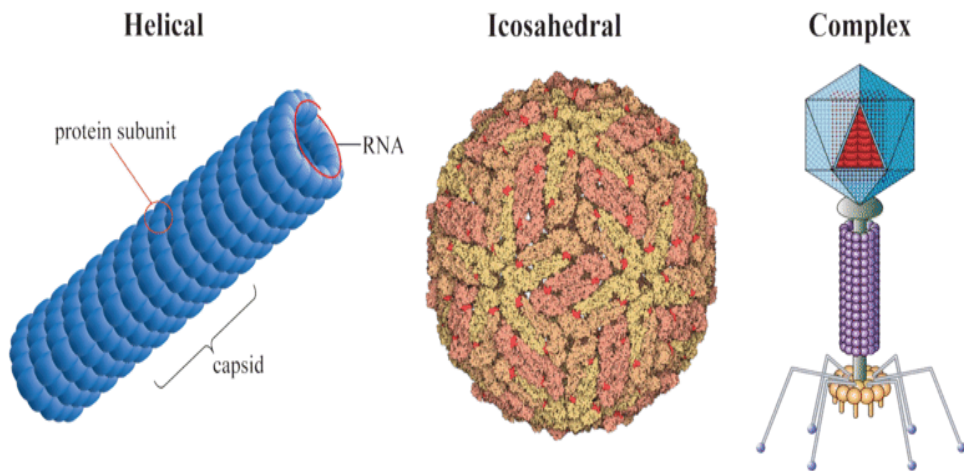 Helical
Icosahedral
Complex
protein subunit
RNA
capsid